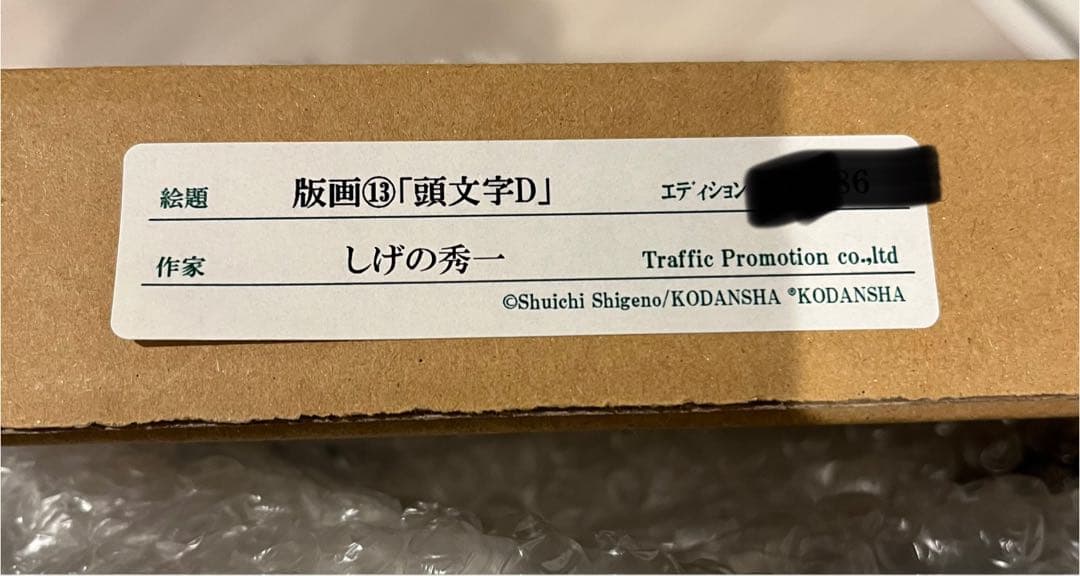 絵題 版画⑬「頭文字D」 エディション 86
作家 しげの秀一 Traffic Promotion co.,ltd
©Shuichi Shigeno/KODANSHA ®KODANSHA